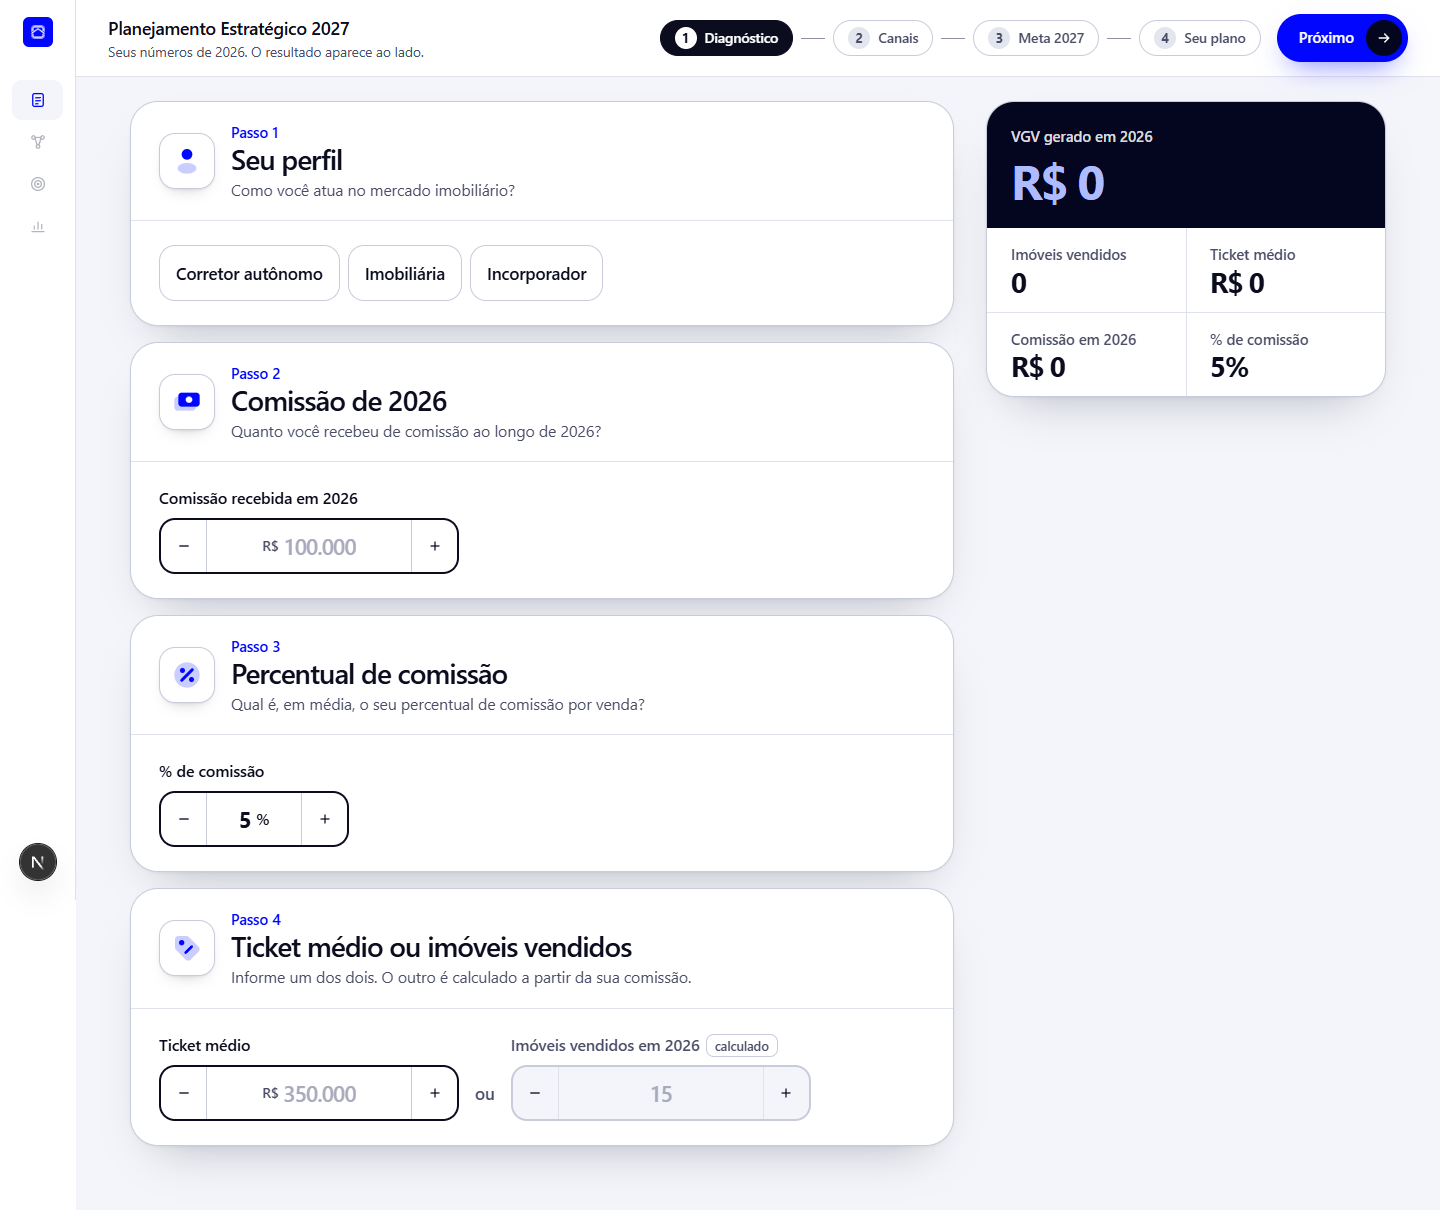 Planejamento Estratégico 2027
Seus números de 2026. O resultado aparece ao lado.
1 Diagnóstico
2 Canais
3 Meta 2027
4 Seu plano
Próximo
Passo 1
Seu perfil
Como você atua no mercado imobiliário?
Corretor autônomo
Imobiliária
Incorporador
Passo 2
Comissão de 2026
Quanto você recebeu de comissão ao longo de 2026?
Comissão recebida em 2026
− R$ 100.000 +
Passo 3
Percentual de comissão
Qual é, em média, o seu percentual de comissão por venda?
% de comissão
− 5 % +
Passo 4
Ticket médio ou imóveis vendidos
Informe um dos dois. O outro é calculado a partir da sua comissão.
Ticket médio
− R$ 350.000 +
ou
Imóveis vendidos em 2026 calculado
− 15 +
VGV gerado em 2026
R$ 0
Imóveis vendidos
0
Ticket médio
R$ 0
Comissão em 2026
R$ 0
% de comissão
5%
N